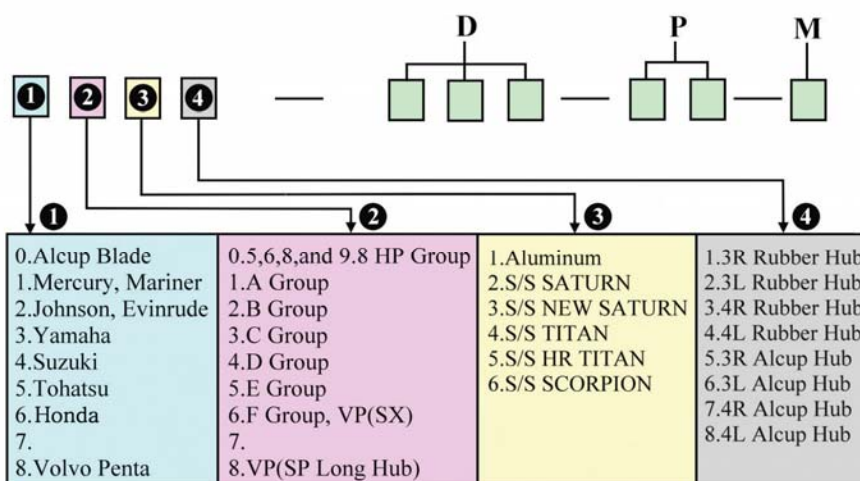 D P M
1 2 3 4 — — —
1 2 3 4
0.Alcup Blade
1.Mercury, Mariner
2.Johnson, Evinrude
3.Yamaha
4.Suzuki
5.Tohatsu
6.Honda
7.
8.Volvo Penta
0.5,6,8,and 9.8 HP Group
1.A Group
2.B Group
3.C Group
4.D Group
5.E Group
6.F Group, VP(SX)
7.
8.VP(SP Long Hub)
1.Aluminum
2.S/S SATURN
3.S/S NEW SATURN
4.S/S TITAN
5.S/S HR TITAN
6.S/S SCORPION
1.3R Rubber Hub
2.3L Rubber Hub
3.4R Rubber Hub
4.4L Rubber Hub
5.3R Alcup Hub
6.3L Alcup Hub
7.4R Alcup Hub
8.4L Alcup Hub